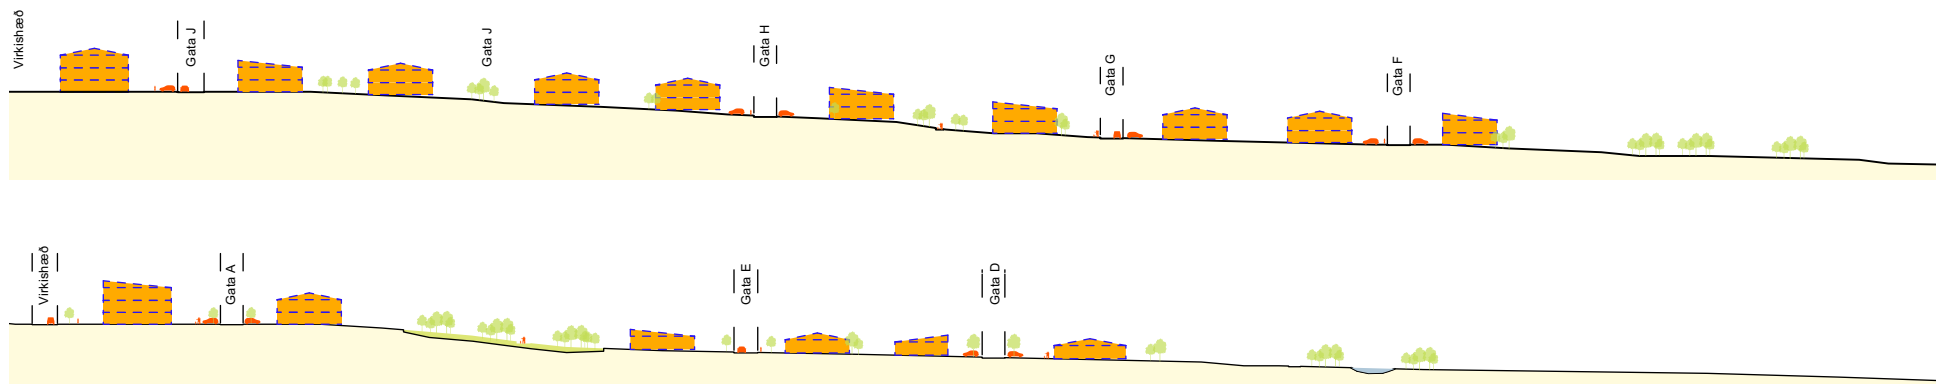 Virkishæð
Gata J
Gata J
Gata H
Gata G
Gata F
Virkishæð
Gata A
Gata E
Gata D